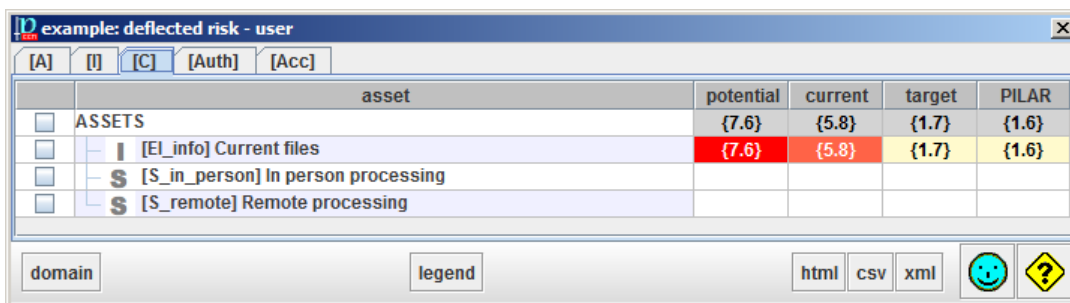 example: deflected risk - user
[A] [I] [C] [Auth] [Acc]
asset potential current target PILAR
ASSETS {7.6} {5.8} {1.7} {1.6}
[EI_info] Current files {7.6} {5.8} {1.7} {1.6}
S [S_in_person] In person processing
S [S_remote] Remote processing
domain legend html csv xml